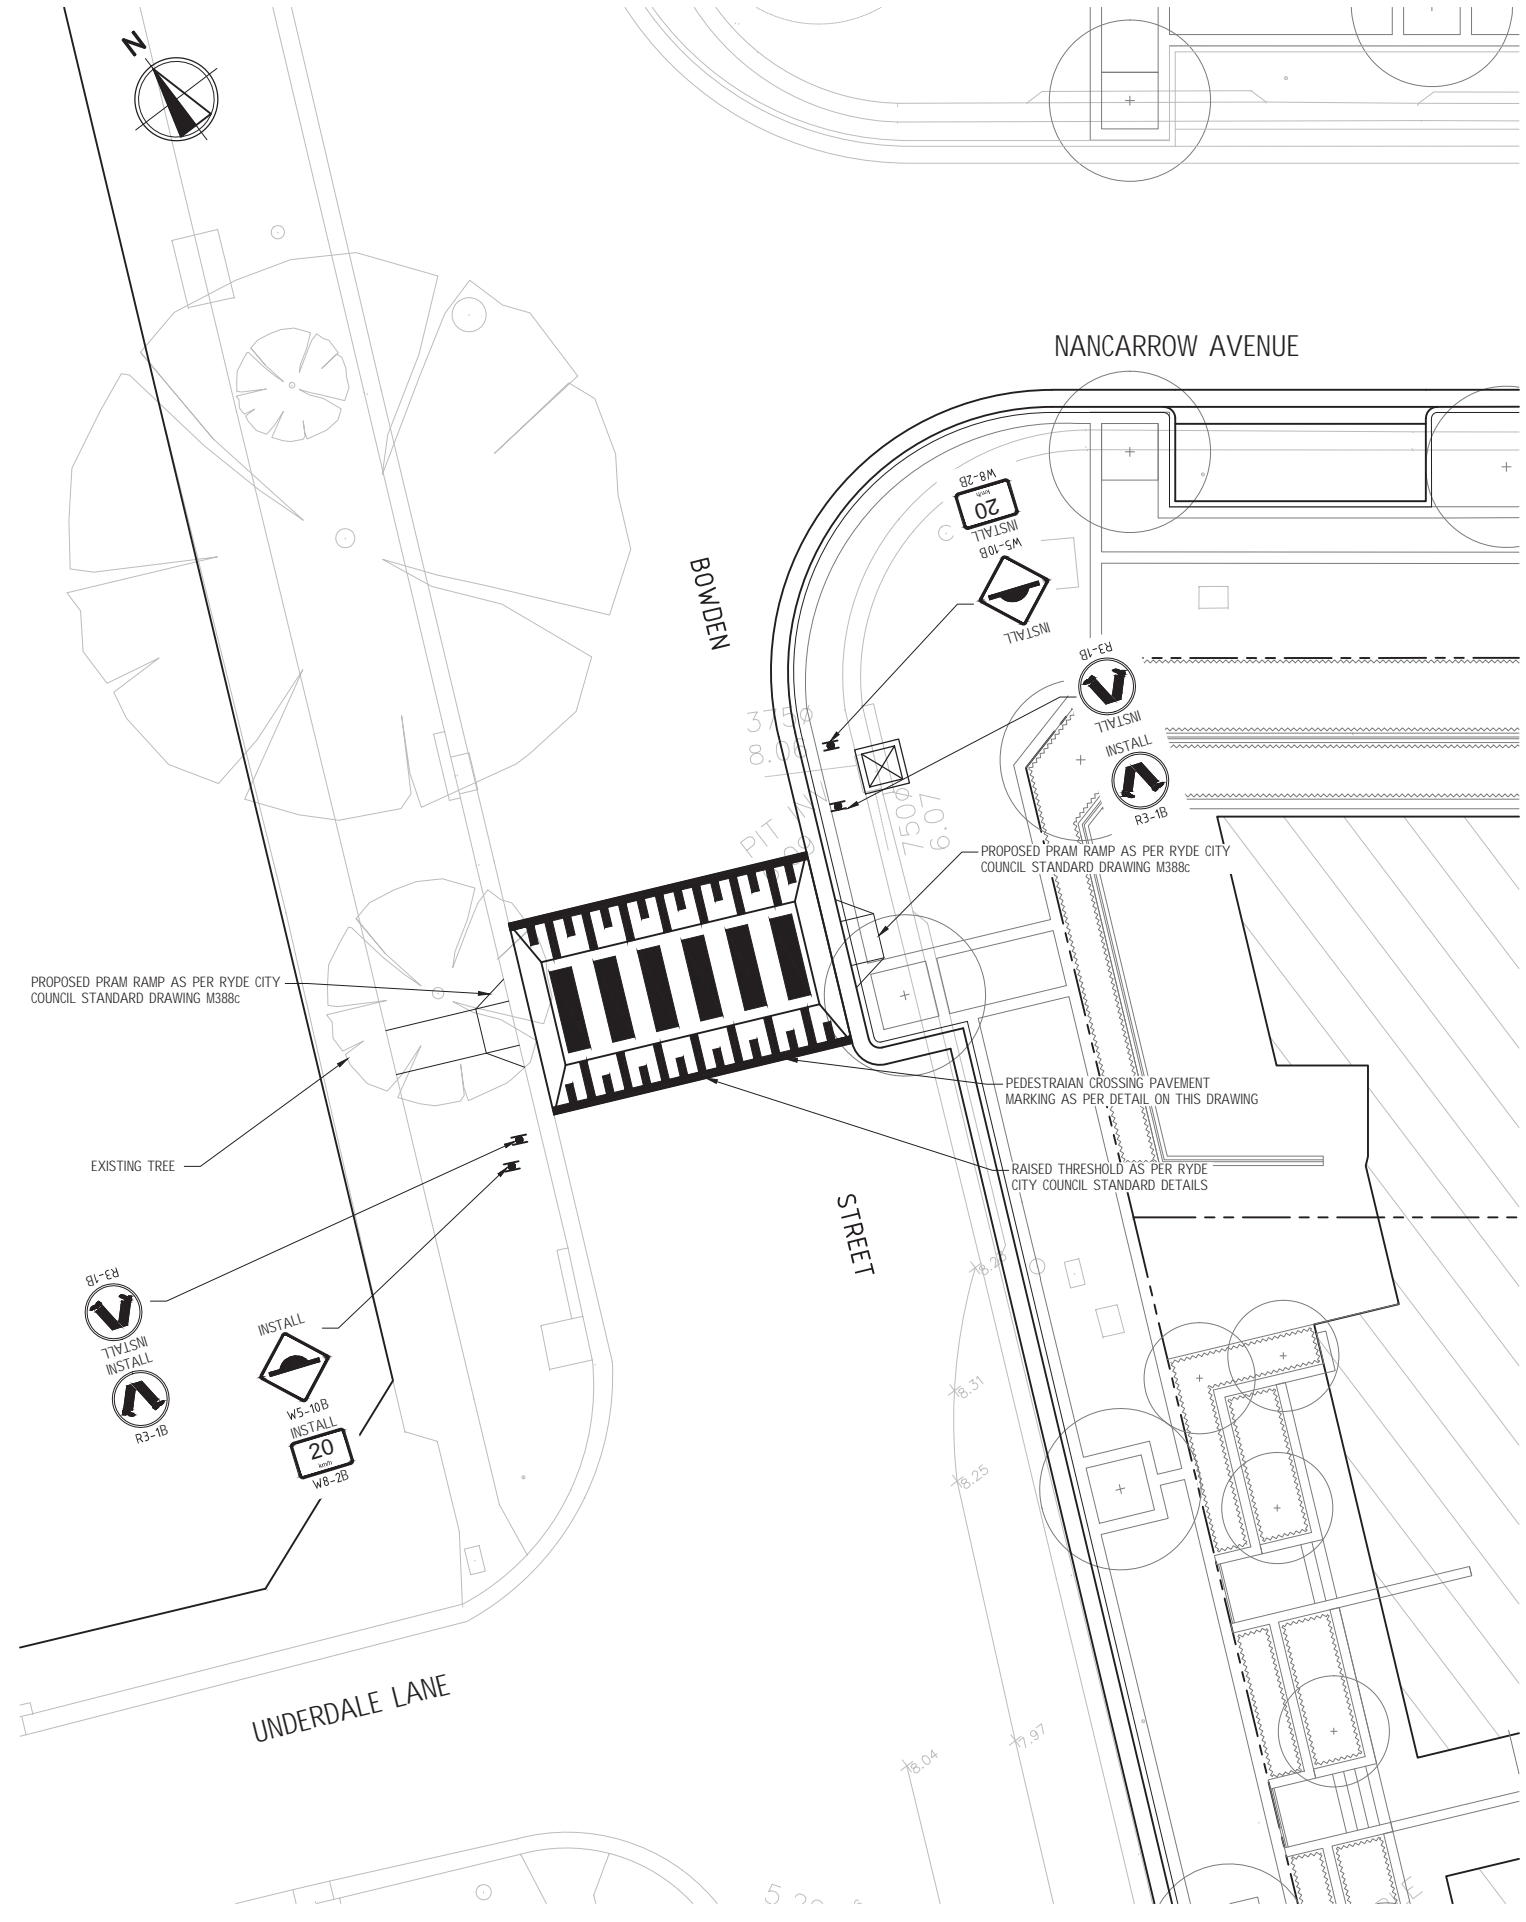 N
NANCARROW AVENUE
W8-2B
20
km/h
INSTALL
W5-10B
INSTALL
BOWDEN
R3-1B
INSTALL
INSTALL
R3-1B
375Ø
8.06
PIT
750Ø
6.07
PROPOSED PRAM RAMP AS PER RYDE CITY
COUNCIL STANDARD DRAWING M388c
PROPOSED PRAM RAMP AS PER RYDE CITY
COUNCIL STANDARD DRAWING M388c
PEDESTRAIAN CROSSING PAVEMENT
MARKING AS PER DETAIL ON THIS DRAWING
EXISTING TREE
RAISED THRESHOLD AS PER RYDE
CITY COUNCIL STANDARD DETAILS
STREET
R3-1B
INSTALL
INSTALL
R3-1B
INSTALL
W5-10B
INSTALL
20
km/h
W8-2B
8.31
8.25
UNDERDALE LANE
7.97
8.04